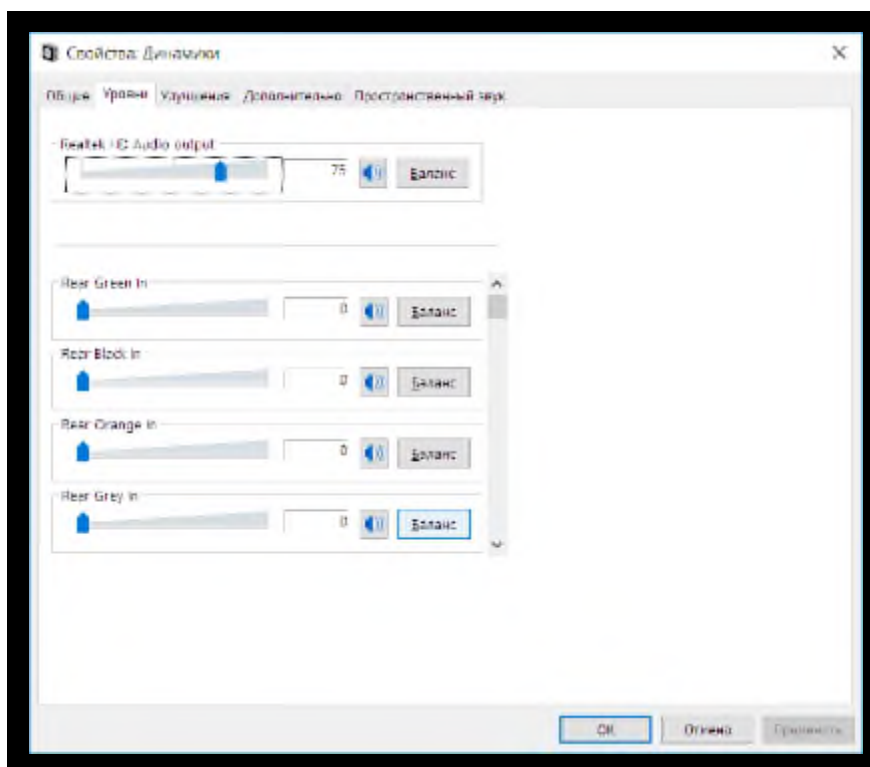 Свойства: Динамики
Общие Уровни Улучшения Дополнительно Пространственный звук
Realtek HD Audio output
75 Баланс
Rear Green In
0 Баланс
Rear Black In
0 Баланс
Rear Orange In
0 Баланс
Rear Grey In
0 Баланс
OK Отмена Применить